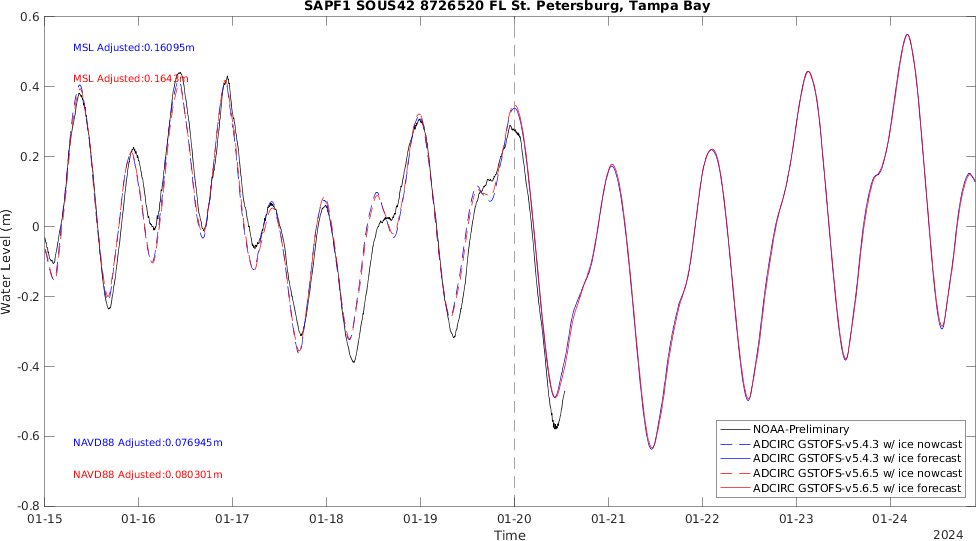 SAPF1 SOUS42 8726520 FL St. Petersburg, Tampa Bay
0.6
MSL Adjusted:0.16095m
MSL Adjusted:0.1641m
0.4
0.2
0
-0.2
-0.4
-0.6
-0.8
Water Level (m)
NAVD88 Adjusted:0.076945m
NAVD88 Adjusted:0.080301m
NOAA-Preliminary
ADCIRC GSTOFS-v5.4.3 w/ ice nowcast
ADCIRC GSTOFS-v5.4.3 w/ ice forecast
ADCIRC GSTOFS-v5.6.5 w/ ice nowcast
ADCIRC GSTOFS-v5.6.5 w/ ice forecast
01-15 01-16 01-17 01-18 01-19 01-20 01-21 01-22 01-23 01-24
Time
2024